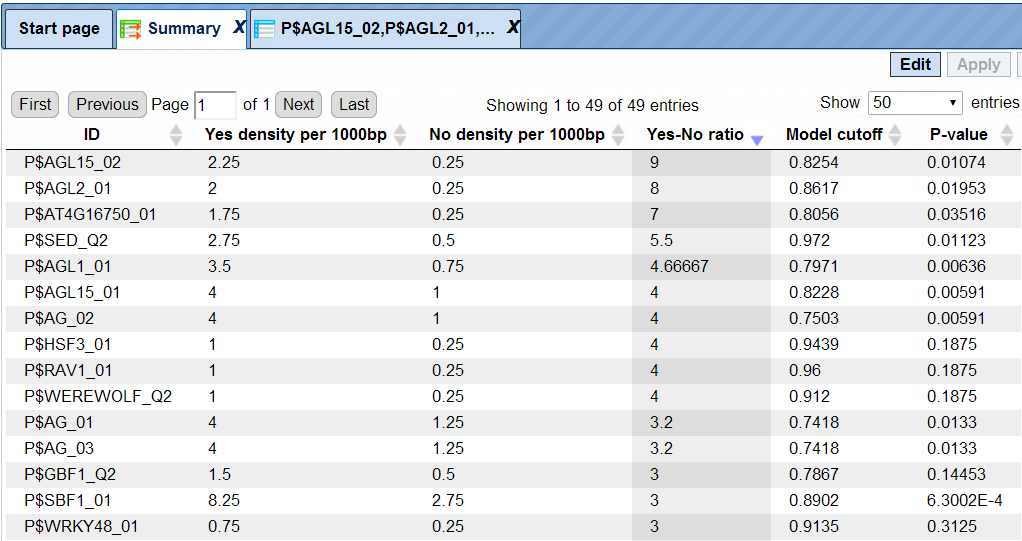 Start page Summary X P$AGL15_02,P$AGL2_01,... X
Edit Apply
First Previous Page 1 of 1 Next Last Showing 1 to 49 of 49 entries Show 50 entries
ID Yes density per 1000bp No density per 1000bp Yes-No ratio Model cutoff P-value
P$AGL15_02 2.25 0.25 9 0.8254 0.01074
P$AGL2_01 2 0.25 8 0.8617 0.01953
P$AT4G16750_01 1.75 0.25 7 0.8056 0.03516
P$SED_Q2 2.75 0.5 5.5 0.972 0.01123
P$AGL1_01 3.5 0.75 4.66667 0.7971 0.00636
P$AGL15_01 4 1 4 0.8228 0.00591
P$AG_02 4 1 4 0.7503 0.00591
P$HSF3_01 1 0.25 4 0.9439 0.1875
P$RAV1_01 1 0.25 4 0.96 0.1875
P$WEREWOLF_Q2 1 0.25 4 0.912 0.1875
P$AG_01 4 1.25 3.2 0.7418 0.0133
P$AG_03 4 1.25 3.2 0.7418 0.0133
P$GBF1_Q2 1.5 0.5 3 0.7867 0.14453
P$SBF1_01 8.25 2.75 3 0.8902 6.3002E-4
P$WRKY48_01 0.75 0.25 3 0.9135 0.3125